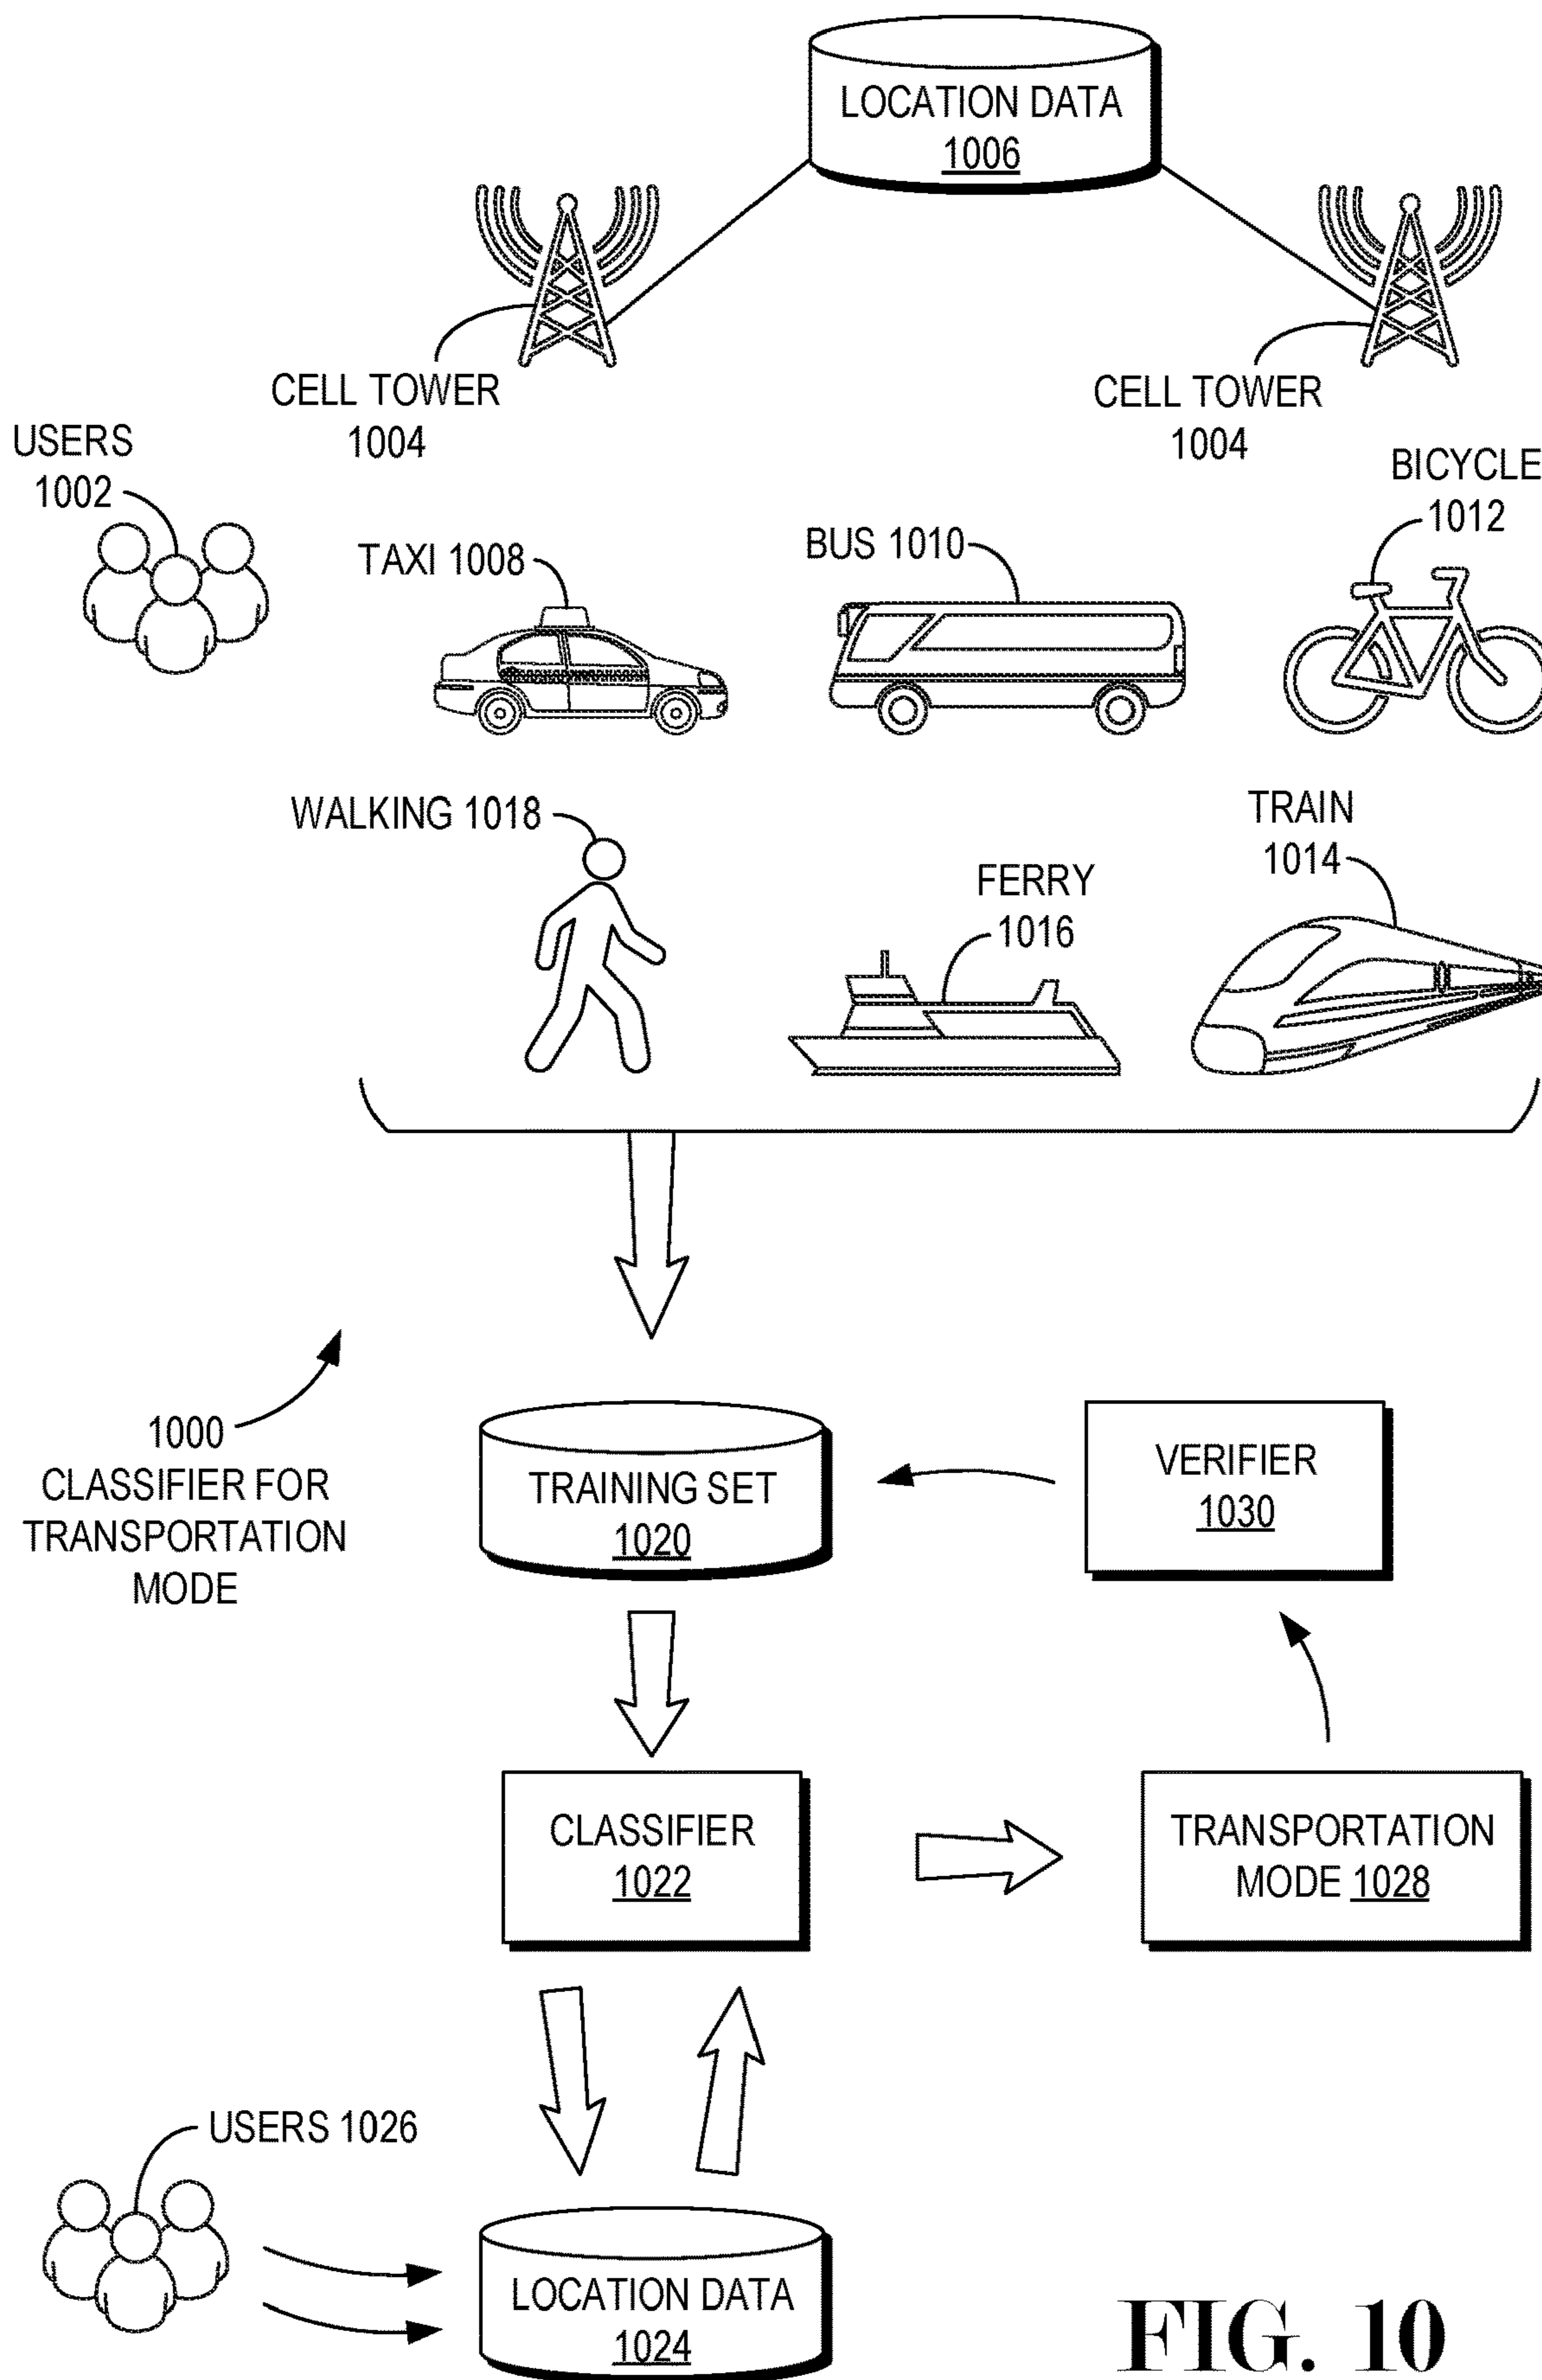 LOCATION DATA
1006
CELL TOWER
1004
CELL TOWER
1004
USERS
1002
TAXI 1008
BUS 1010
BICYCLE
1012
WALKING 1018
FERRY
1016
TRAIN
1014
1000
CLASSIFIER FOR
TRANSPORTATION
MODE
TRAINING SET
1020
VERIFIER
1030
CLASSIFIER
1022
TRANSPORTATION
MODE 1028
USERS 1026
LOCATION DATA
1024
FIG. 10